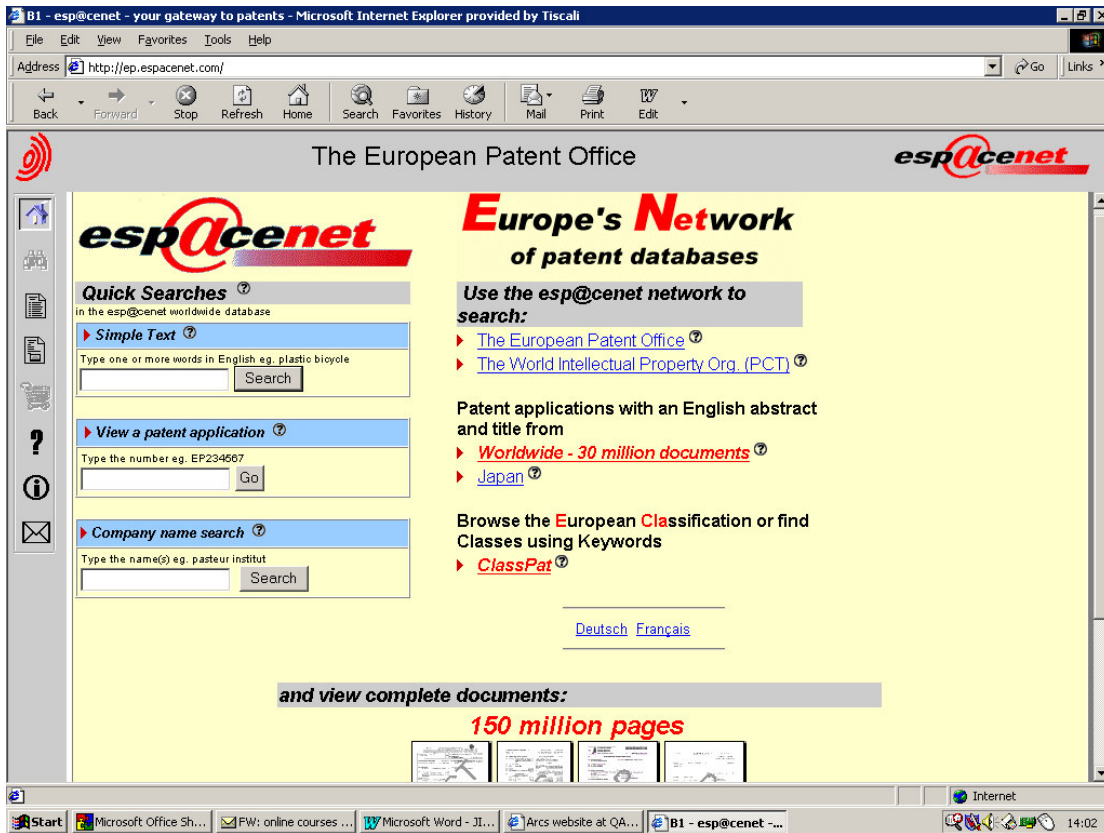 B1 - esp@cenet - your gateway to patents - Microsoft Internet Explorer provided by Tiscali
File Edit View Favorites Tools Help
Address http://ep.espacenet.com/ Go Links
Back Forward Stop Refresh Home Search Favorites History Mail Print Edit
The European Patent Office
esp@cenet
esp@cenet
Europe's Network
of patent databases
Quick Searches
in the esp@cenet worldwide database
Simple Text
Type one or more words in English eg. plastic bicycle
Search
View a patent application
Type the number eg. EP234567
Go
Company name search
Type the name(s) eg. pasteur institut
Search
Use the esp@cenet network to
search:
The European Patent Office
The World Intellectual Property Org. (PCT)
Patent applications with an English abstract
and title from
Worldwide - 30 million documents
Japan
Browse the European Classification or find
Classes using Keywords
ClassPat
Deutsch Français
and view complete documents:
150 million pages
Internet
Start Microsoft Office Sh... FW: online courses ... Microsoft Word - JI... Arcs website at QA... B1 - esp@cenet -... 14:02